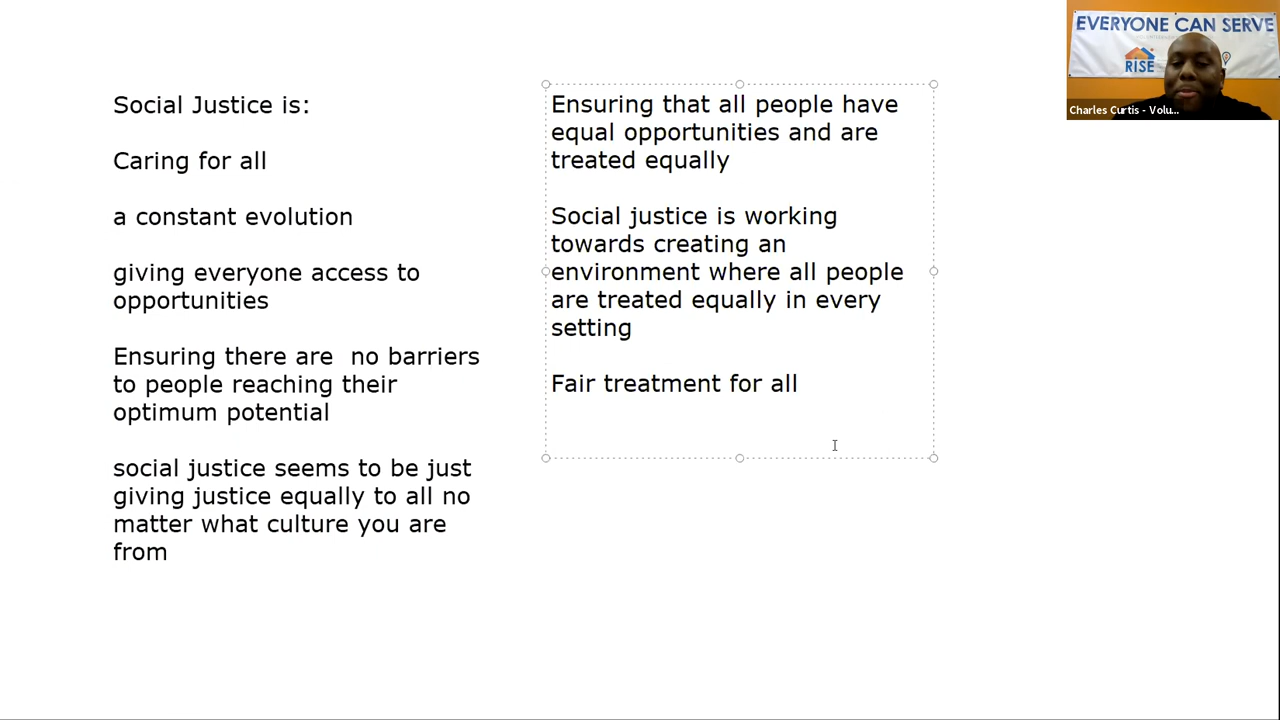 Social Justice is:
Caring for all
a constant evolution
giving everyone access to
opportunities
Ensuring there are  no barriers
to people reaching their
optimum potential
social justice seems to be just
giving justice equally to all no
matter what culture you are
from
Ensuring that all people have
equal opportunities and are
treated equally
Social justice is working
towards creating an
environment where all people
are treated equally in every
setting
Fair treatment for all
EVERYONE CAN SERVE
RISE
Charles Curtis - Volu...